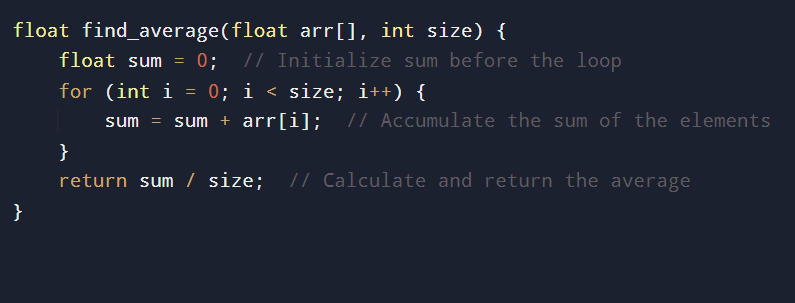 float find_average(float arr[], int size) {
    float sum = 0;  // Initialize sum before the loop
    for (int i = 0; i < size; i++) {
        sum = sum + arr[i];  // Accumulate the sum of the elements
    }
    return sum / size;  // Calculate and return the average
}